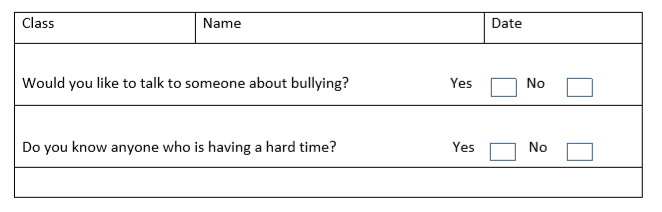 Class Name Date
Would you like to talk to someone about bullying? Yes No
Do you know anyone who is having a hard time? Yes No